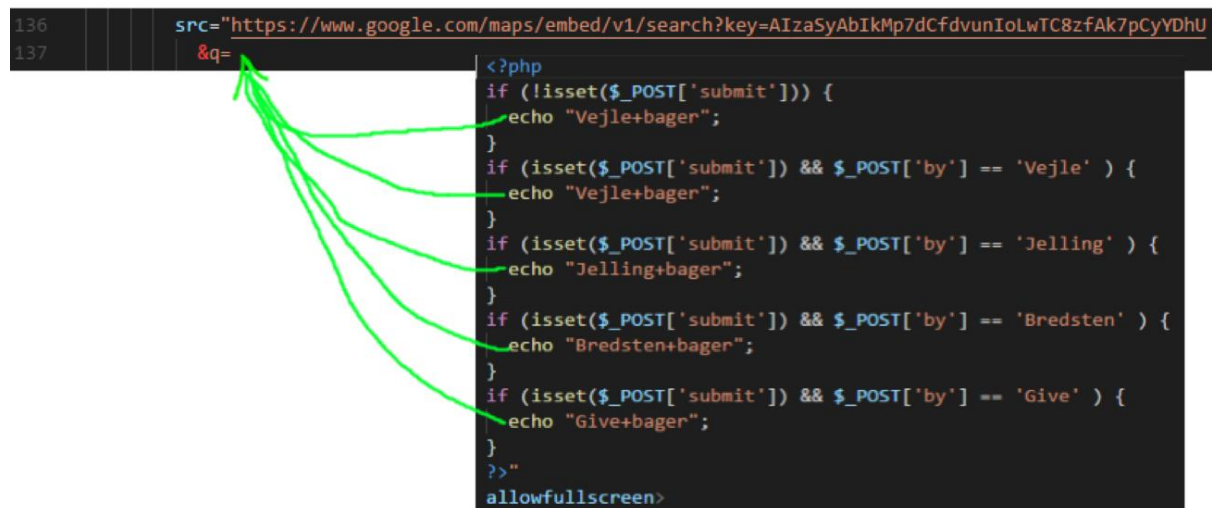 136 src="https://www.google.com/maps/embed/v1/search?key=AIzaSyAbIkMp7dCfdvunIoLwTC8zfAk7pCyYDhU
137 &q=
<?php
if (!isset($_POST['submit'])) {
echo "Vejle+bager";
}
if (isset($_POST['submit']) && $_POST['by'] == 'Vejle' ) {
echo "Vejle+bager";
}
if (isset($_POST['submit']) && $_POST['by'] == 'Jelling' ) {
echo "Jelling+bager";
}
if (isset($_POST['submit']) && $_POST['by'] == 'Bredsten' ) {
echo "Bredsten+bager";
}
if (isset($_POST['submit']) && $_POST['by'] == 'Give' ) {
echo "Give+bager";
}
?>"
allowfullscreen>